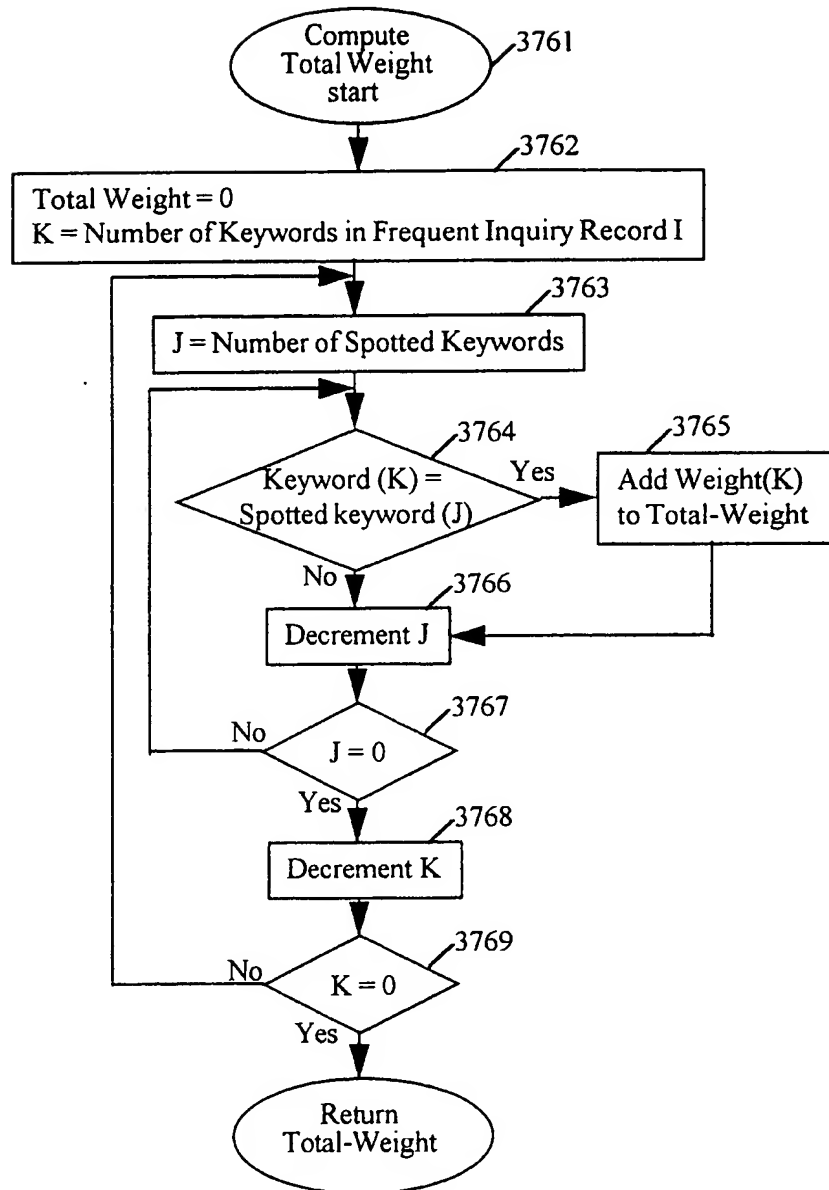 Compute
Total Weight
start
3761
3762
Total Weight = 0
K = Number of Keywords in Frequent Inquiry Record I
3763
J = Number of Spotted Keywords
3764
Keyword (K) =
Spotted keyword (J)
Yes
3765
Add Weight(K)
to Total-Weight
No
3766
Decrement J
3767
J = 0
No
Yes
3768
Decrement K
3769
K = 0
No
Yes
Return
Total-Weight